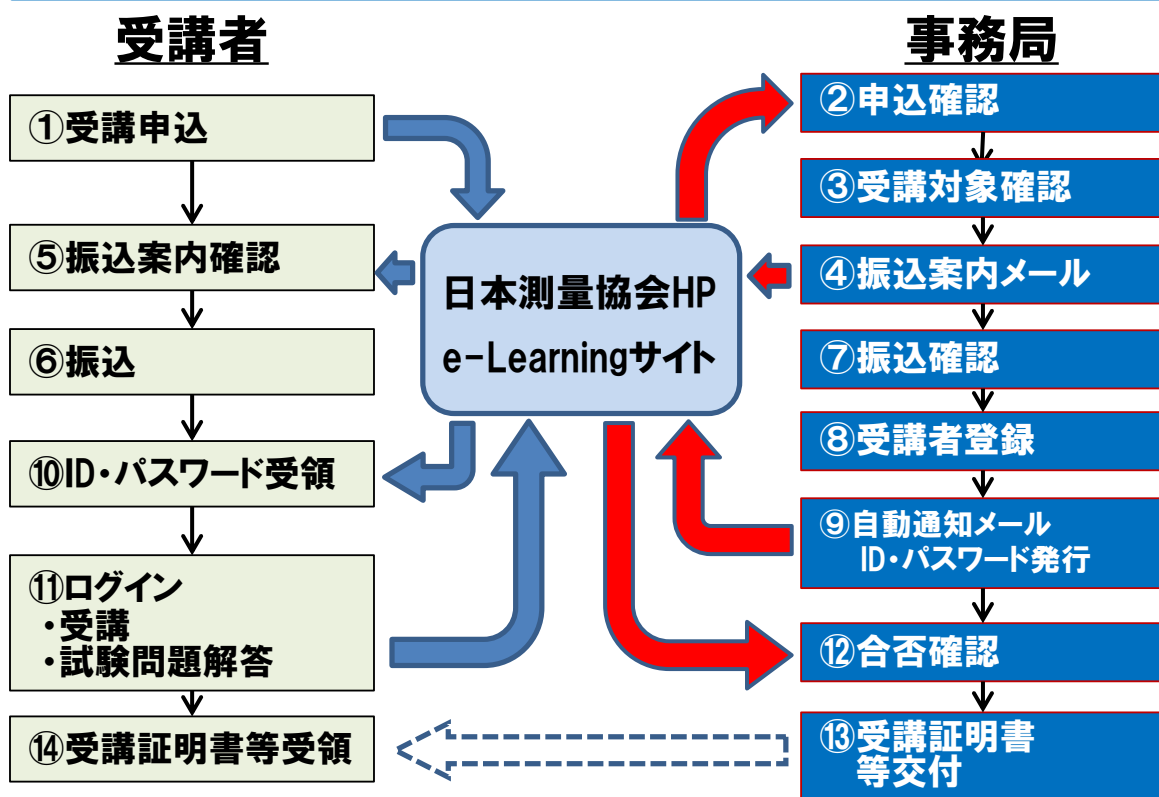 受講者
事務局
①受講申込
⑤振込案内確認
⑥振込
⑩ID・パスワード受領
⑪ログイン
・受講
・試験問題解答
⑭受講証明書等受領
日本測量協会HP
e-Learningサイト
②申込確認
③受講対象確認
④振込案内メール
⑦振込確認
⑧受講者登録
⑨自動通知メール
ID・パスワード発行
⑫合否確認
⑬受講証明書
等交付